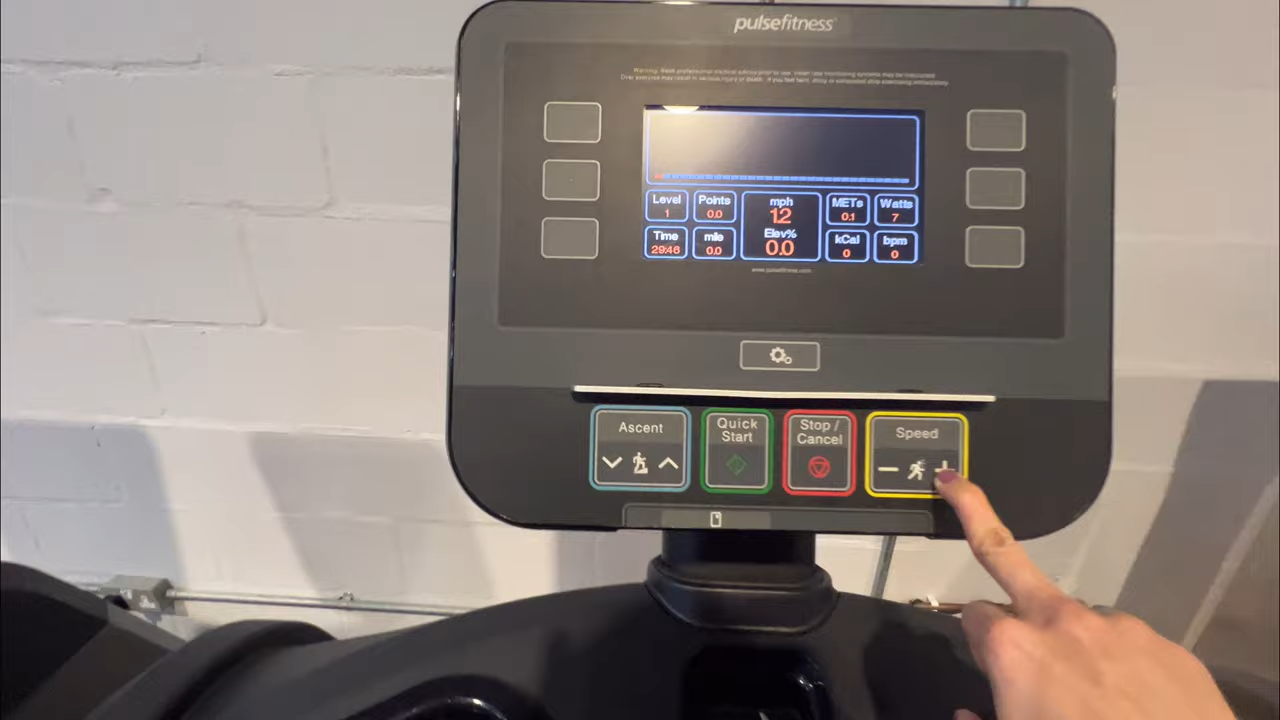 pulsefitness
Warning: Seek professional medical advice prior to use. Heart rate monitoring systems may be inaccurate.
Over exercise may result in serious injury or death. If you feel faint, dizzy or exhausted stop exercising immediately.
Level
1
Points
0.0
mph
12
METs
0.1
Watts
7
Time
29:46
mile
0.0
Elev%
0.0
kCal
0
bpm
0
www.pulsefitness.com
Ascent
Quick
Start
Stop /
Cancel
Speed